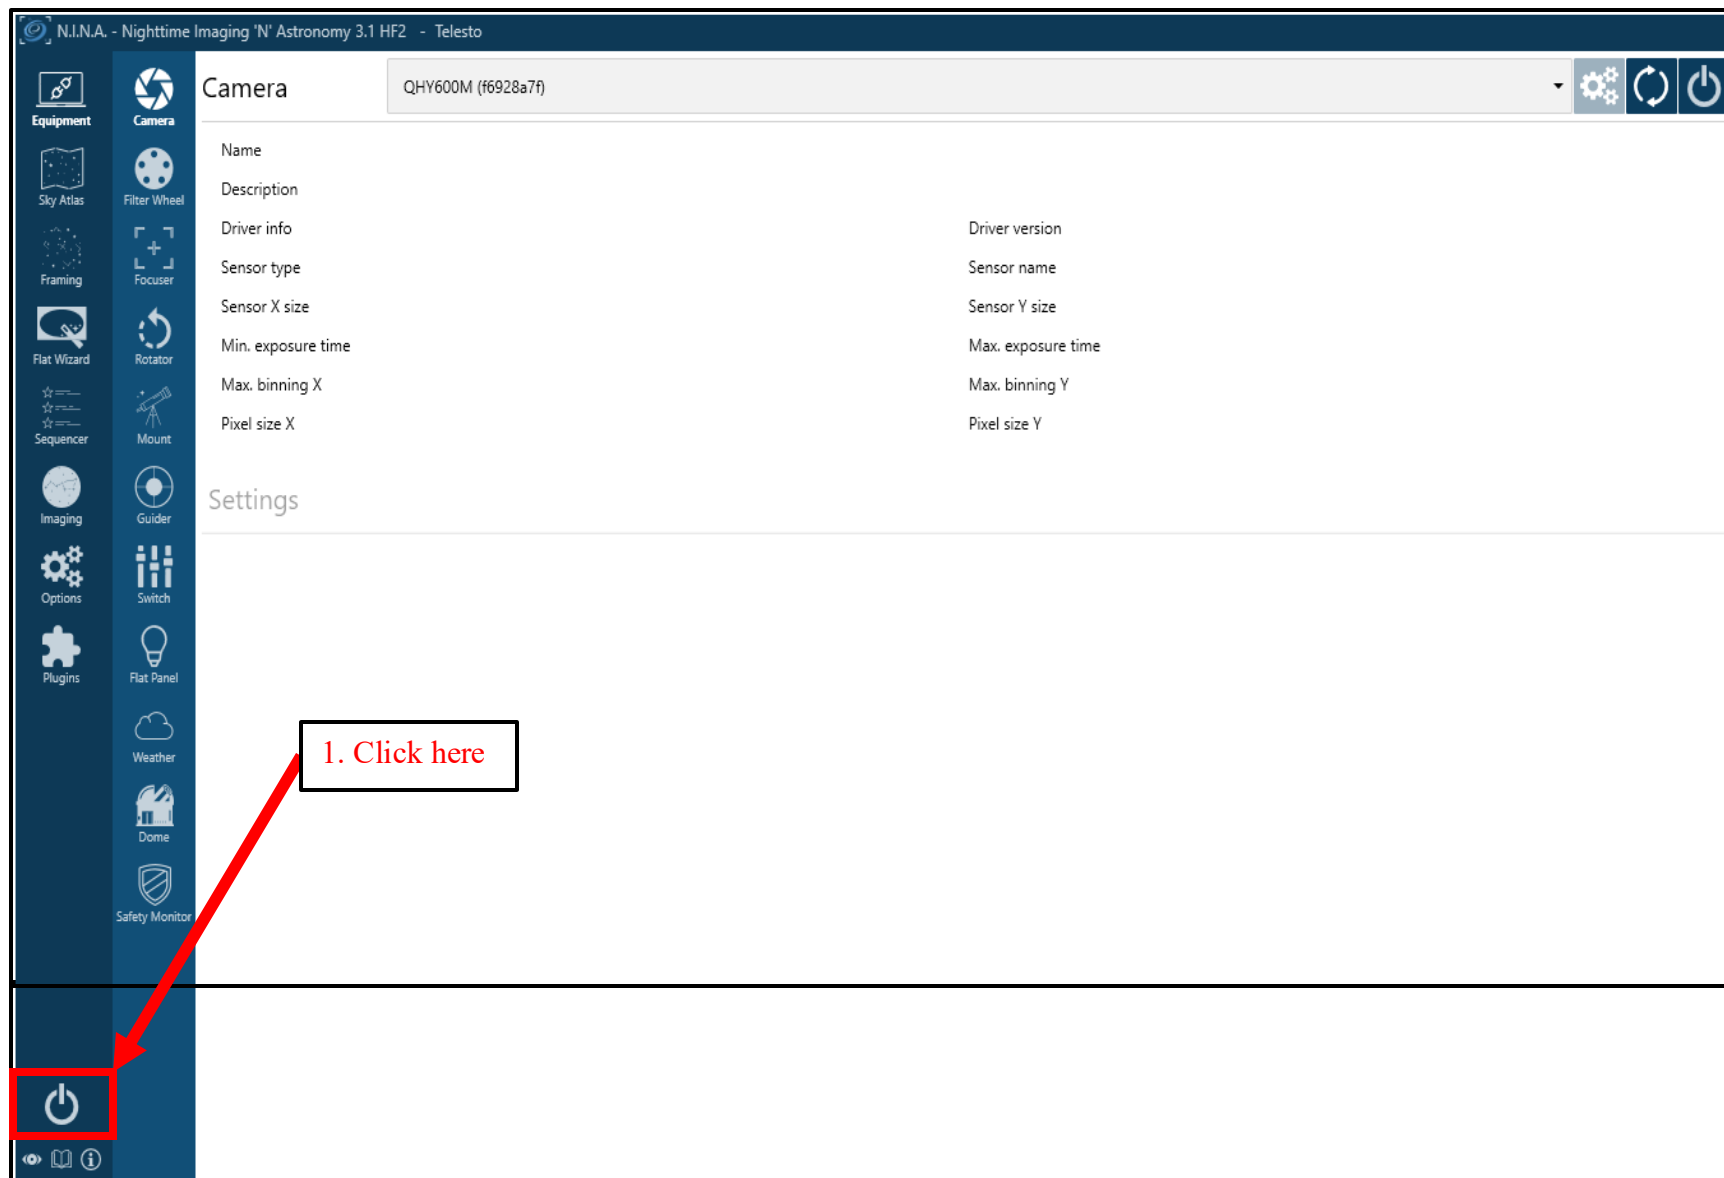 N.I.N.A. - Nighttime Imaging 'N' Astronomy 3.1 HF2 - Telesto
Equipment
Sky Atlas
Framing
Flat Wizard
Sequencer
Imaging
Options
Plugins
Camera
Filter Wheel
Focuser
Rotator
Mount
Guider
Switch
Flat Panel
Weather
Dome
Safety Monitor
Camera
QHY600M (f6928a7f)
Name
Description
Driver info
Driver version
Sensor type
Sensor name
Sensor X size
Sensor Y size
Min. exposure time
Max. exposure time
Max. binning X
Max. binning Y
Pixel size X
Pixel size Y
Settings
1. Click here